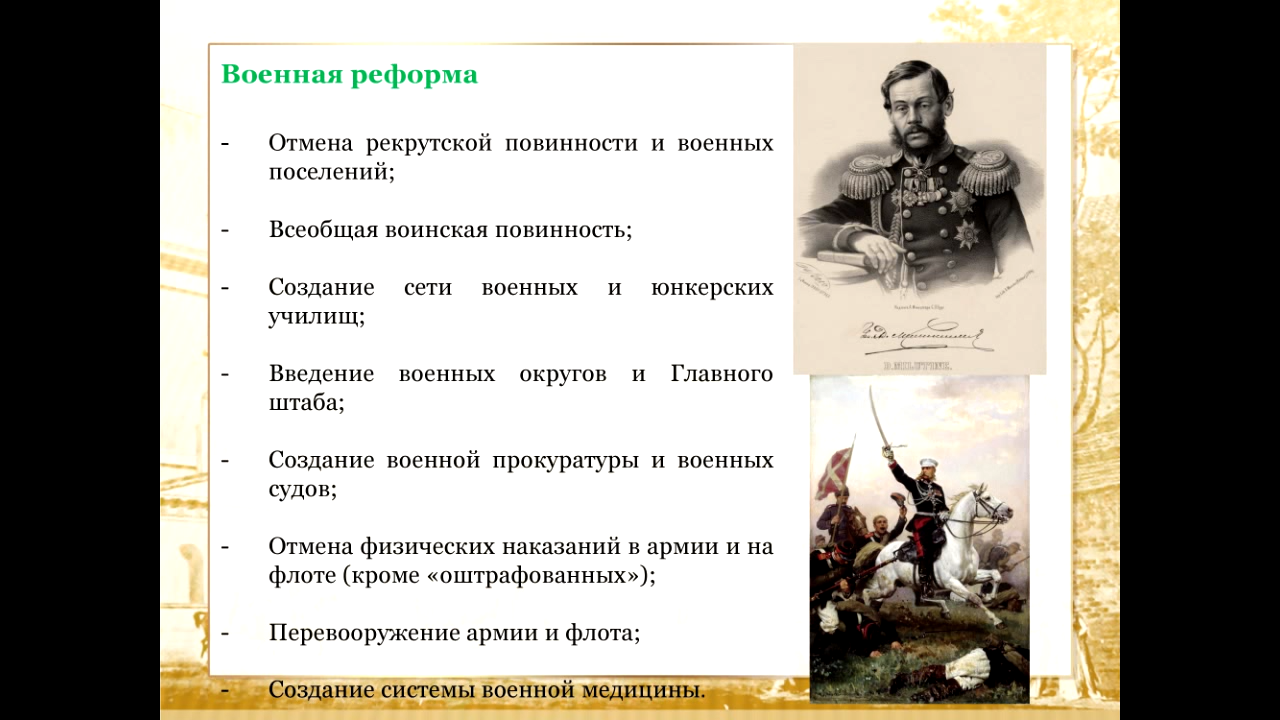 Военная реформа
- Отмена рекрутской повинности и военных
поселений;
- Всеобщая воинская повинность;
- Создание сети военных и юнкерских
училищ;
- Введение военных округов и Главного
штаба;
- Создание военной прокуратуры и военных
судов;
- Отмена физических наказаний в армии и на
флоте (кроме «оштрафованных»);
- Перевооружение армии и флота;
- Создание системы военной медицины.
D. MILUTINE.